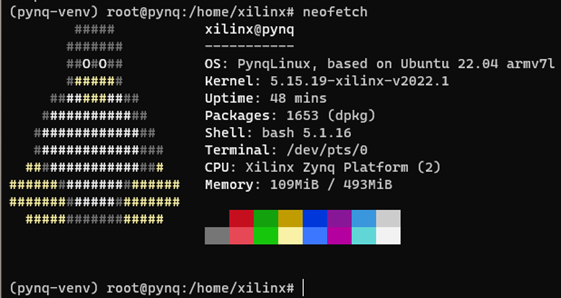 (pynq-venv) root@pynq:/home/xilinx# neofetch
        #####           xilinx@pynq
       #######          -----------
       ##O#O##          OS: PynqLinux, based on Ubuntu 22.04 armv7l
       #######          Kernel: 5.15.19-xilinx-v2022.1
     ###########        Uptime: 48 mins
    #############       Packages: 1653 (dpkg)
   ###############      Shell: bash 5.1.16
   ################     Terminal: /dev/pts/0
  #################     CPU: Xilinx Zynq Platform (2)
#####################   Memory: 109MiB / 493MiB
#####################
  #################
(pynq-venv) root@pynq:/home/xilinx#